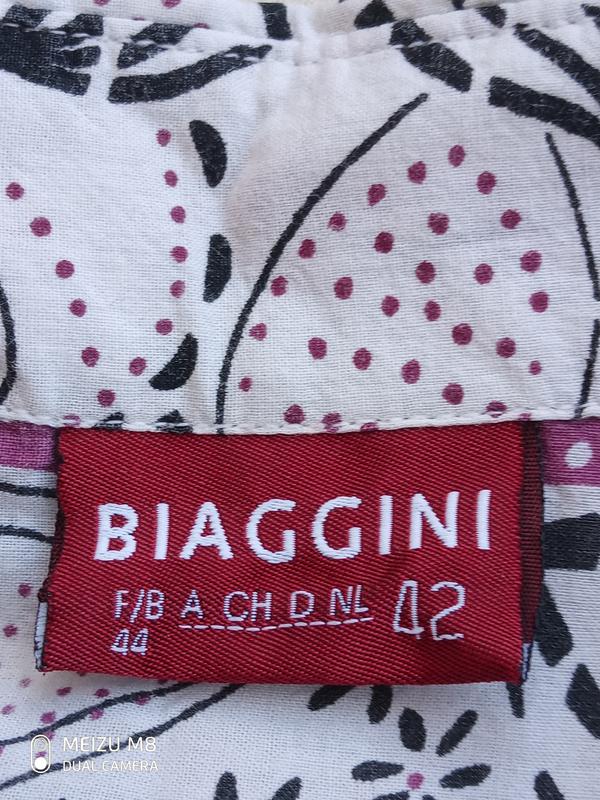 BIAGGINI
F/B A CH D NL 42
44
MEIZU M8
DUAL CAMERA